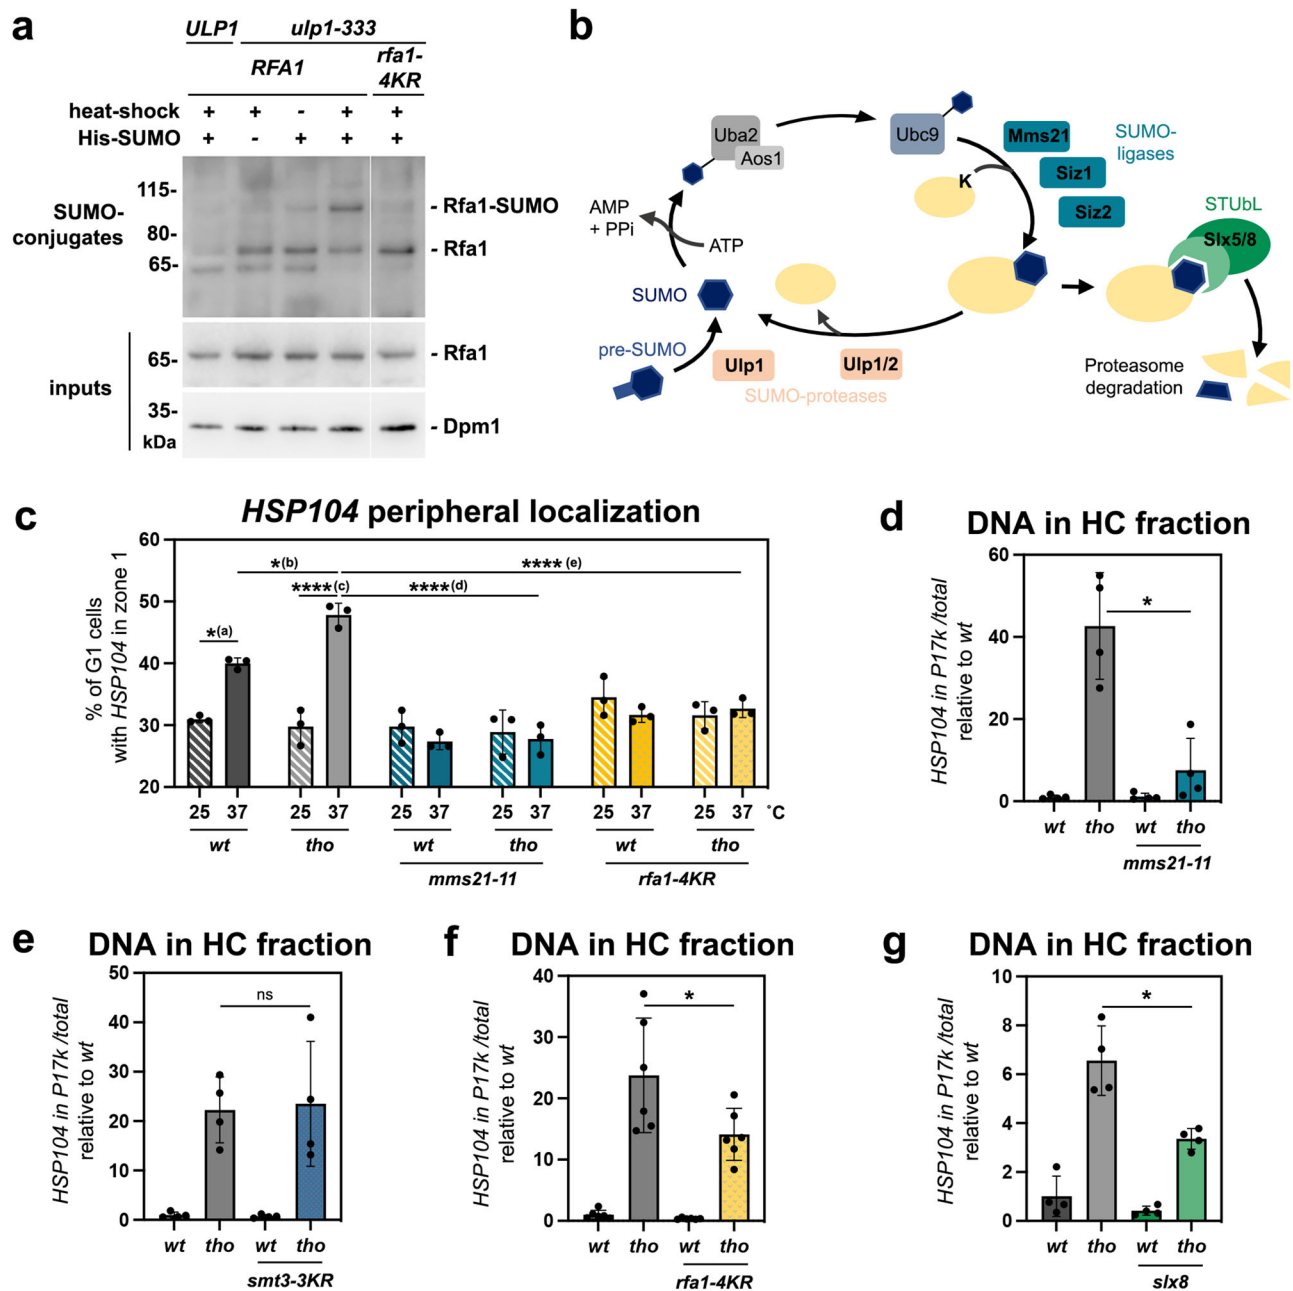 a
ULP1 ulp1-333
RFA1 rfa1-
4KR
heat-shock + + - + +
His-SUMO + - + + +
SUMO-
conjugates
115-
80-
65-
- Rfa1-SUMO
- Rfa1
inputs
65-
- Rfa1
35-
kDa
- Dpm1
b
Uba2
Aos1
Ubc9
Mms21
Siz1
Siz2
SUMO-
ligases
K
AMP
+ PPi
ATP
SUMO
pre-SUMO
Ulp1
Ulp1/2
SUMO-proteases
STUbL
Slx5/8
Proteasome
degradation
c
HSP104 peripheral localization
% of G1 cells
with HSP104 in zone 1
60
50
40
30
20
*(a)
*(b)
****(c)
****(d)
****(e)
25 37 25 37 25 37 25 37 25 37 25 37 °C
wt tho wt tho wt tho
mms21-11 rfa1-4KR
d
DNA in HC fraction
HSP104 in P17k /total
relative to wt
60
40
20
0
*
wt tho wt tho
mms21-11
e
DNA in HC fraction
HSP104 in P17k /total
relative to wt
50
40
30
20
10
0
ns
wt tho wt tho
smt3-3KR
f
DNA in HC fraction
HSP104 in P17k /total
relative to wt
40
30
20
10
0
*
wt tho wt tho
rfa1-4KR
g
DNA in HC fraction
HSP104 in P17k /total
relative to wt
10
8
6
4
2
0
*
wt tho wt tho
slx8